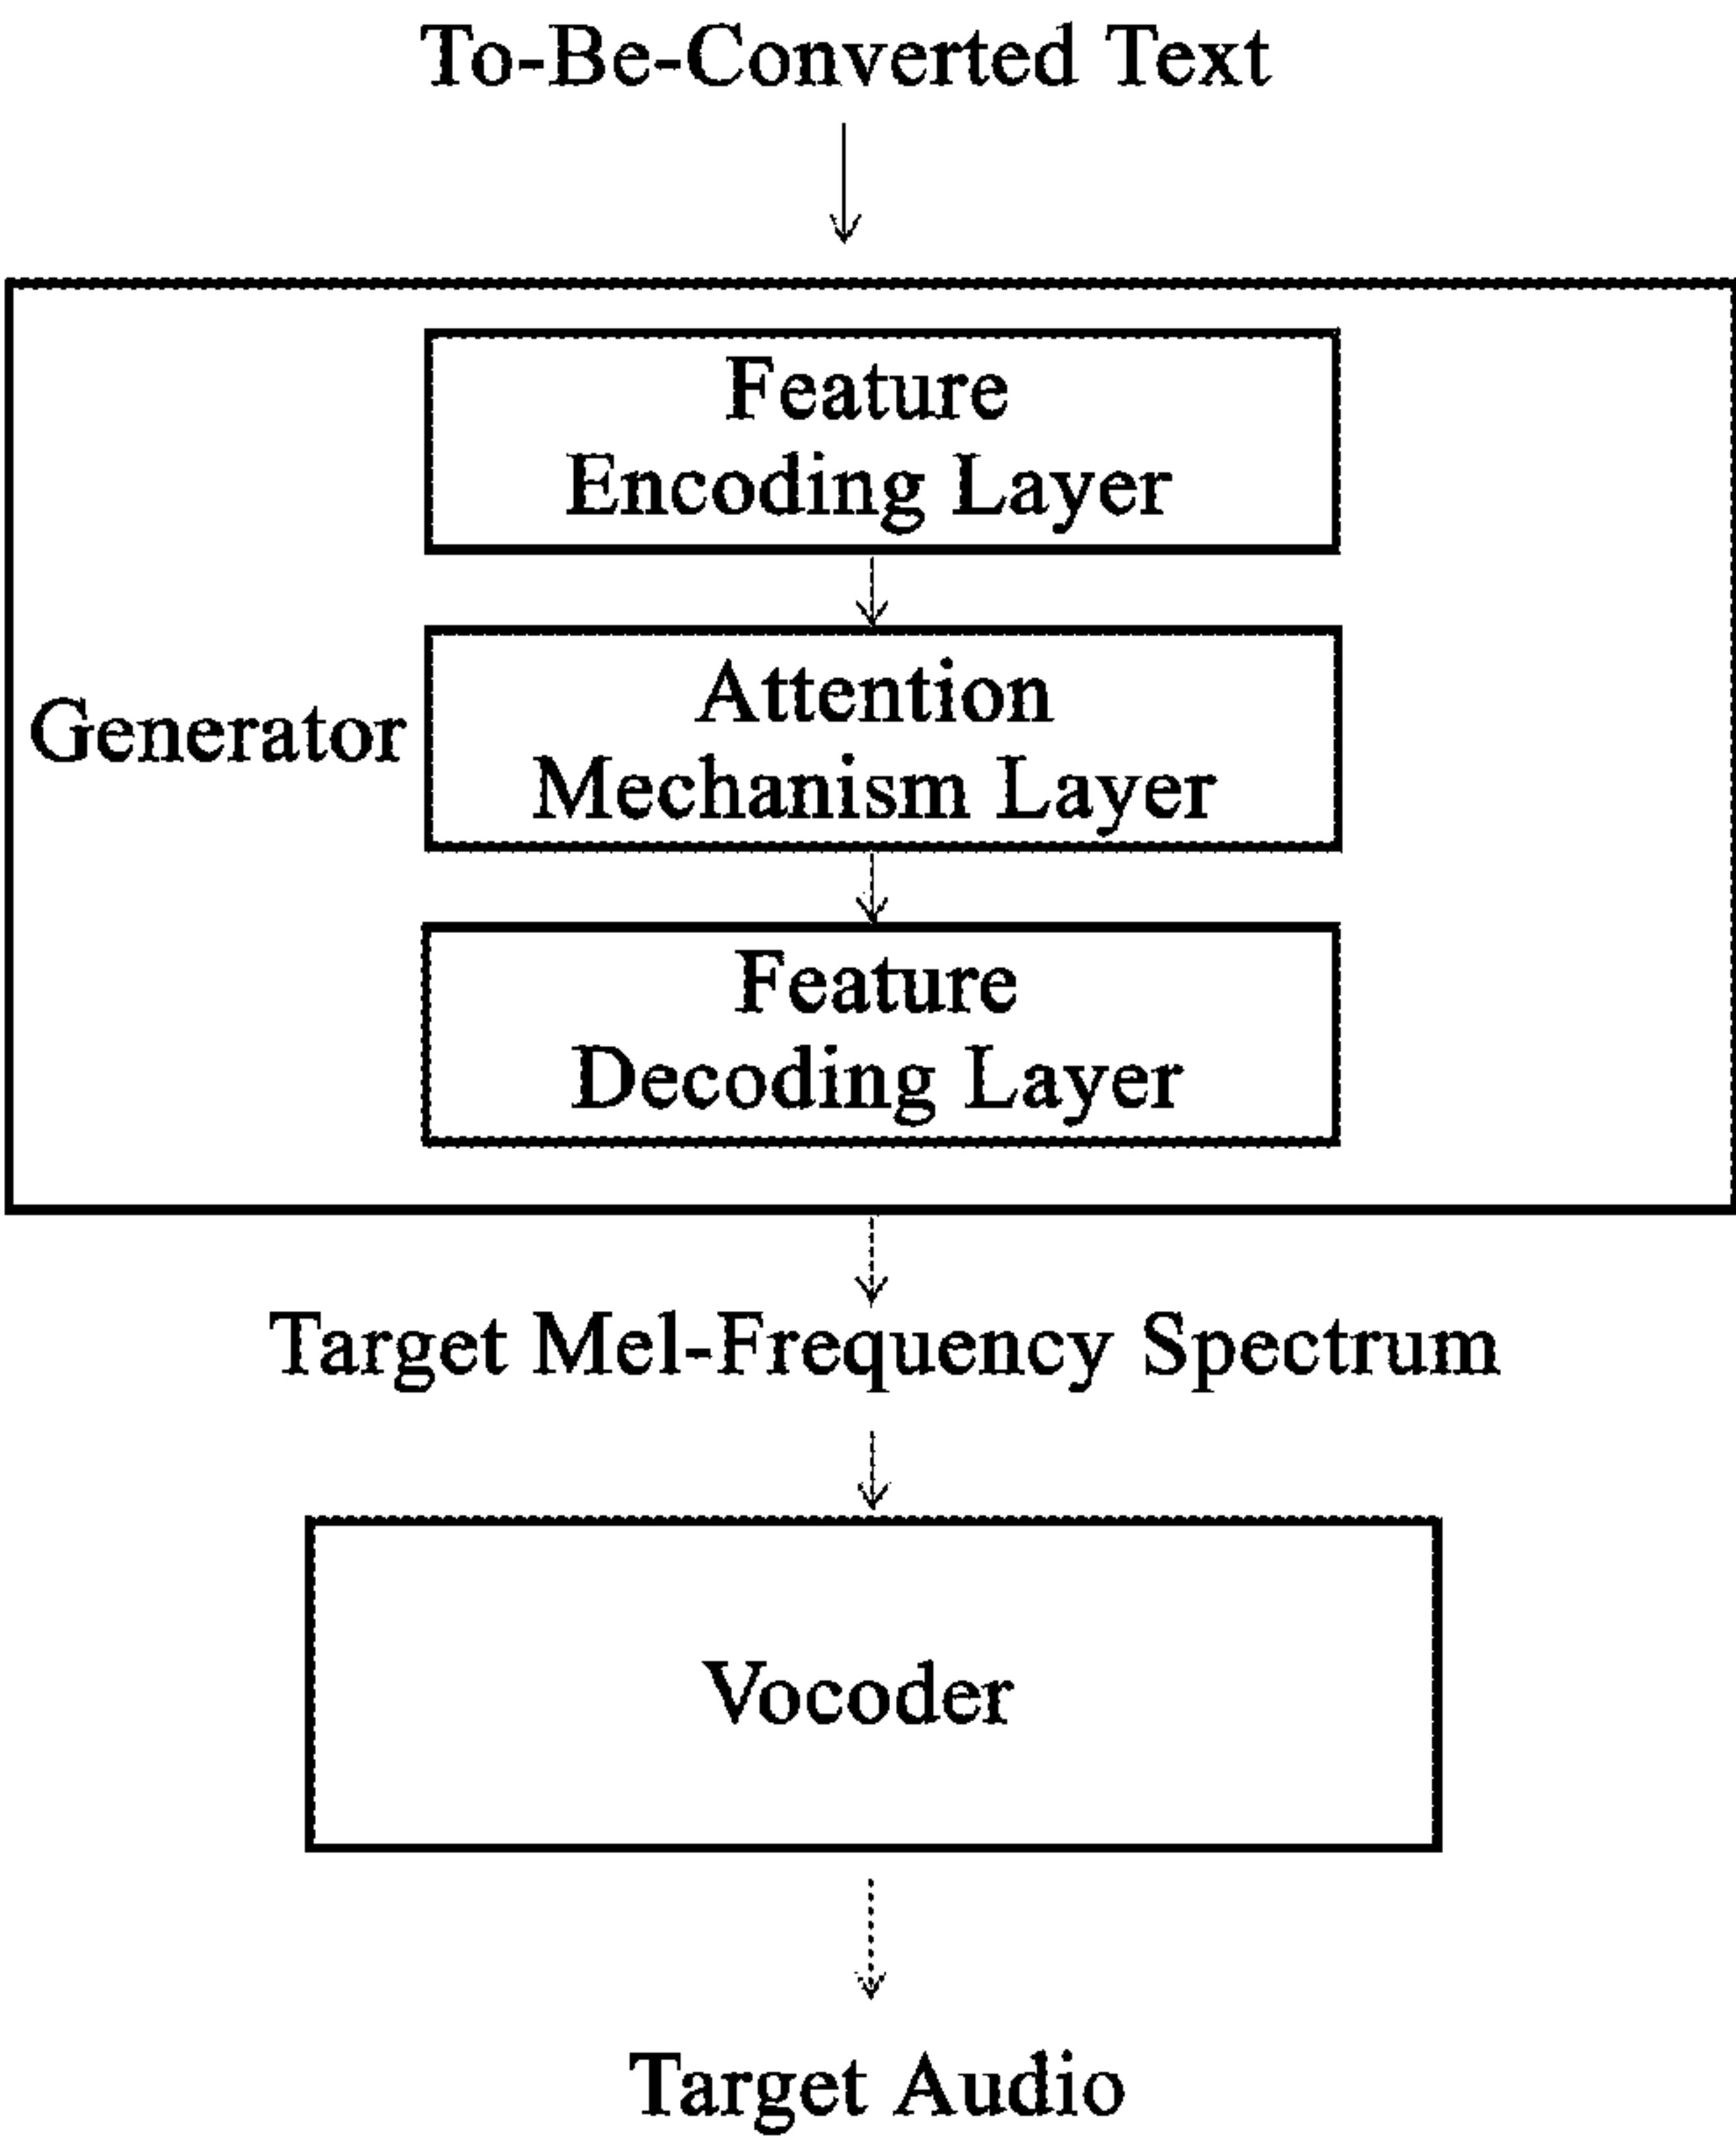 To-Be-Converted Text
Feature
Encoding Layer
Generator
Attention
Mechanism Layer
Feature
Decoding Layer
Target Mel-Frequency Spectrum
Vocoder
Target Audio